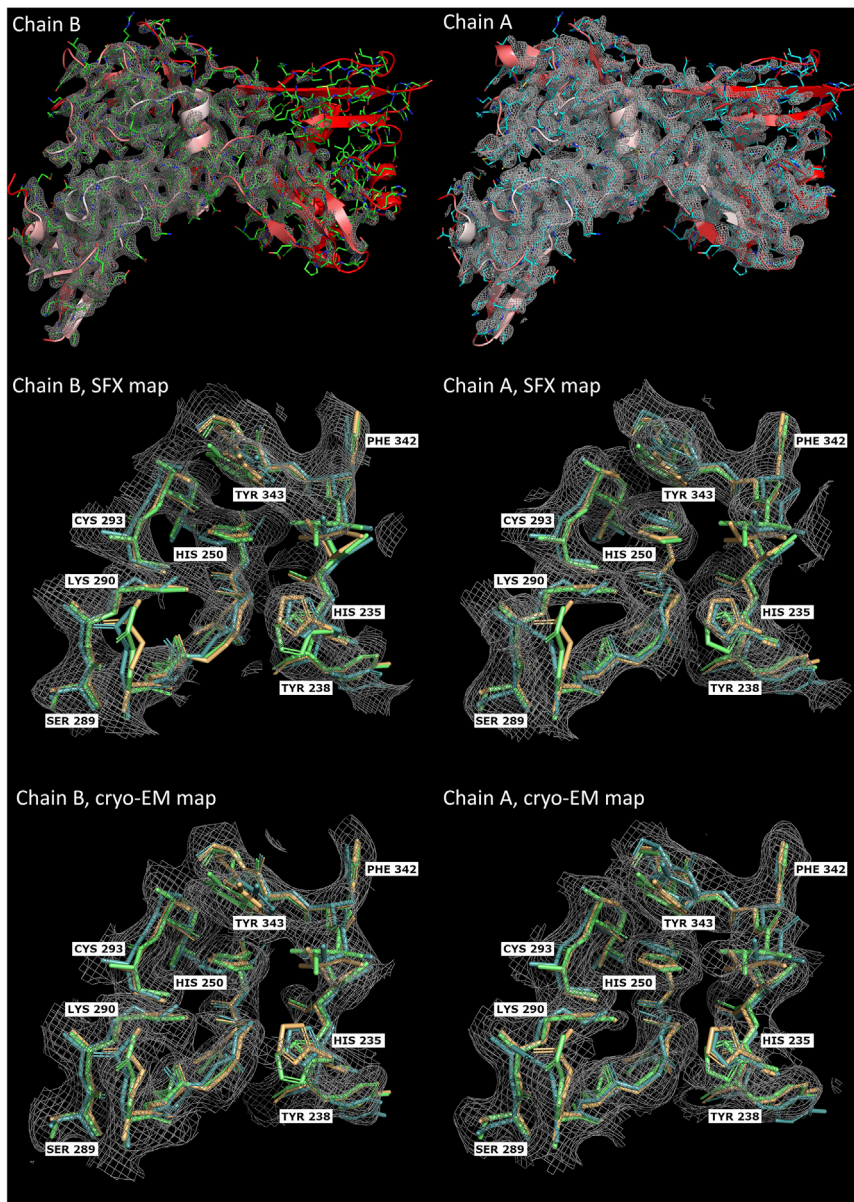 Chain B
Chain A
Chain B, SFX map
Chain A, SFX map
PHE 342
PHE 342
TYR 343
TYR 343
CYS 293
CYS 293
HIS 250
HIS 250
LYS 290
LYS 290
HIS 235
HIS 235
TYR 238
TYR 238
SER 289
SER 289
Chain B, cryo-EM map
Chain A, cryo-EM map
PHE 342
PHE 342
TYR 343
TYR 343
CYS 293
CYS 293
HIS 250
HIS 250
LYS 290
LYS 290
HIS 235
HIS 235
TYR 238
TYR 238
SER 289
SER 289